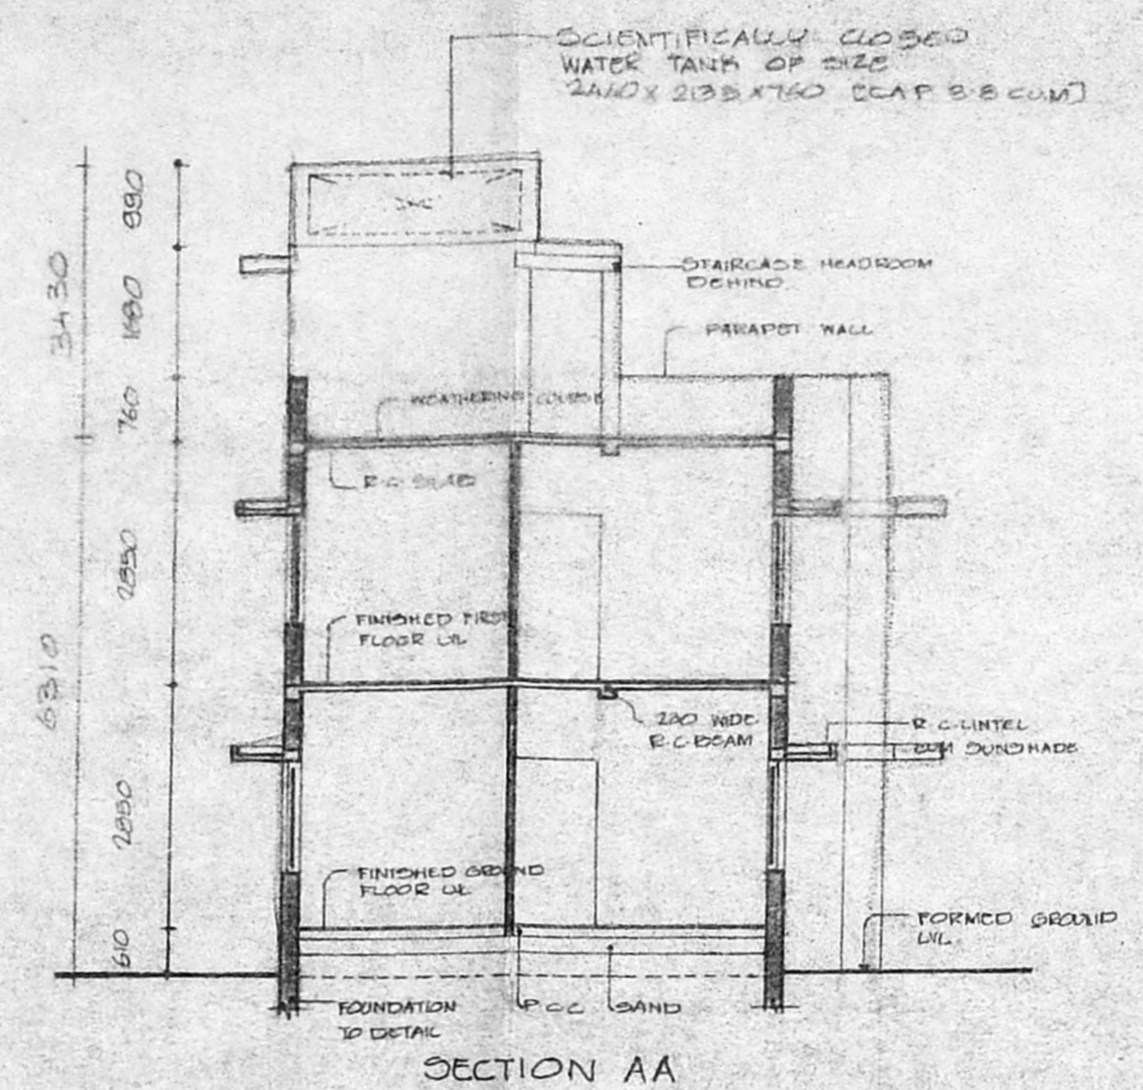 SCIENTIFICALLY CLOSED
WATER TANK OF SIZE
2440 X 2133 X 760 [CAP 3.8 CU.M]
990
3430
1680
STAIRCASE HEADROOM
BEHIND
PARAPET WALL
760
WEATHERING COURSE
R.C. SLAB
2850
FINISHED FIRST
FLOOR LVL
6310
230 WIDE
R.C. BEAM
R.C. LINTEL
CUM SUNSHADE
2850
FINISHED GROUND
FLOOR LVL
610
FORMED GROUND
LVL
FOUNDATION
TO DETAIL
P.C.C
SAND
SECTION AA